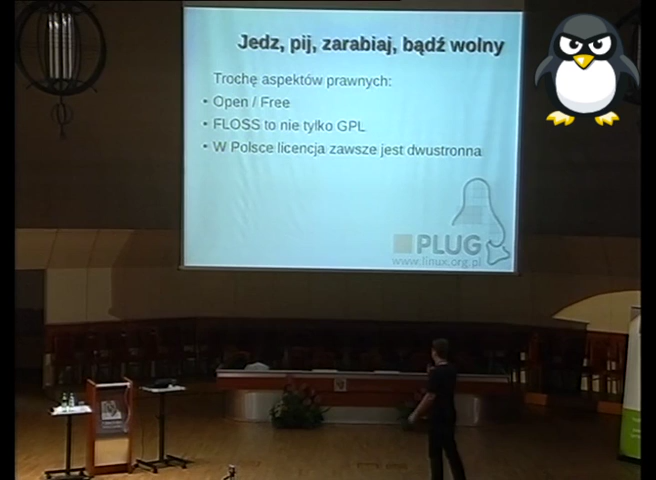 Jedz, pij, zarabiaj, bądź wolny
Trochę aspektów prawnych:
• Open / Free
• FLOSS to nie tylko GPL
• W Polsce licencja zawsze jest dwustronna
PLUG
www.linux.org.pl